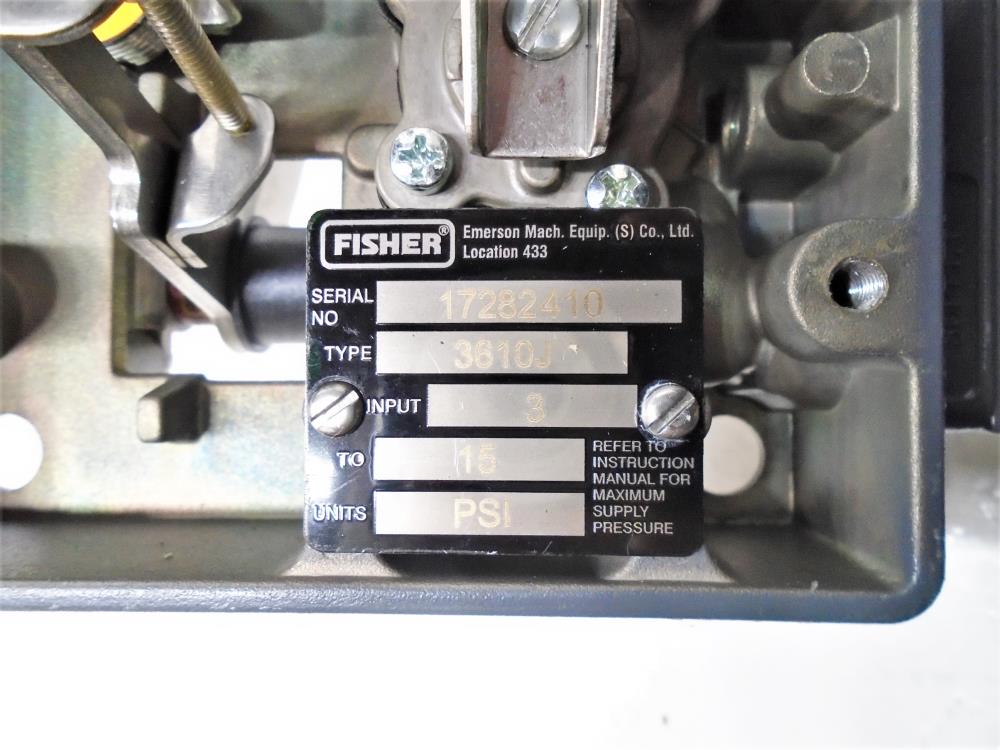 FISHER®
Emerson Mach. Equip. (S) Co., Ltd.
Location 433
SERIAL NO 17282410
TYPE 3610J
INPUT 3
TO 15
UNITS PSI
REFER TO
INSTRUCTION
MANUAL FOR
MAXIMUM
SUPPLY
PRESSURE